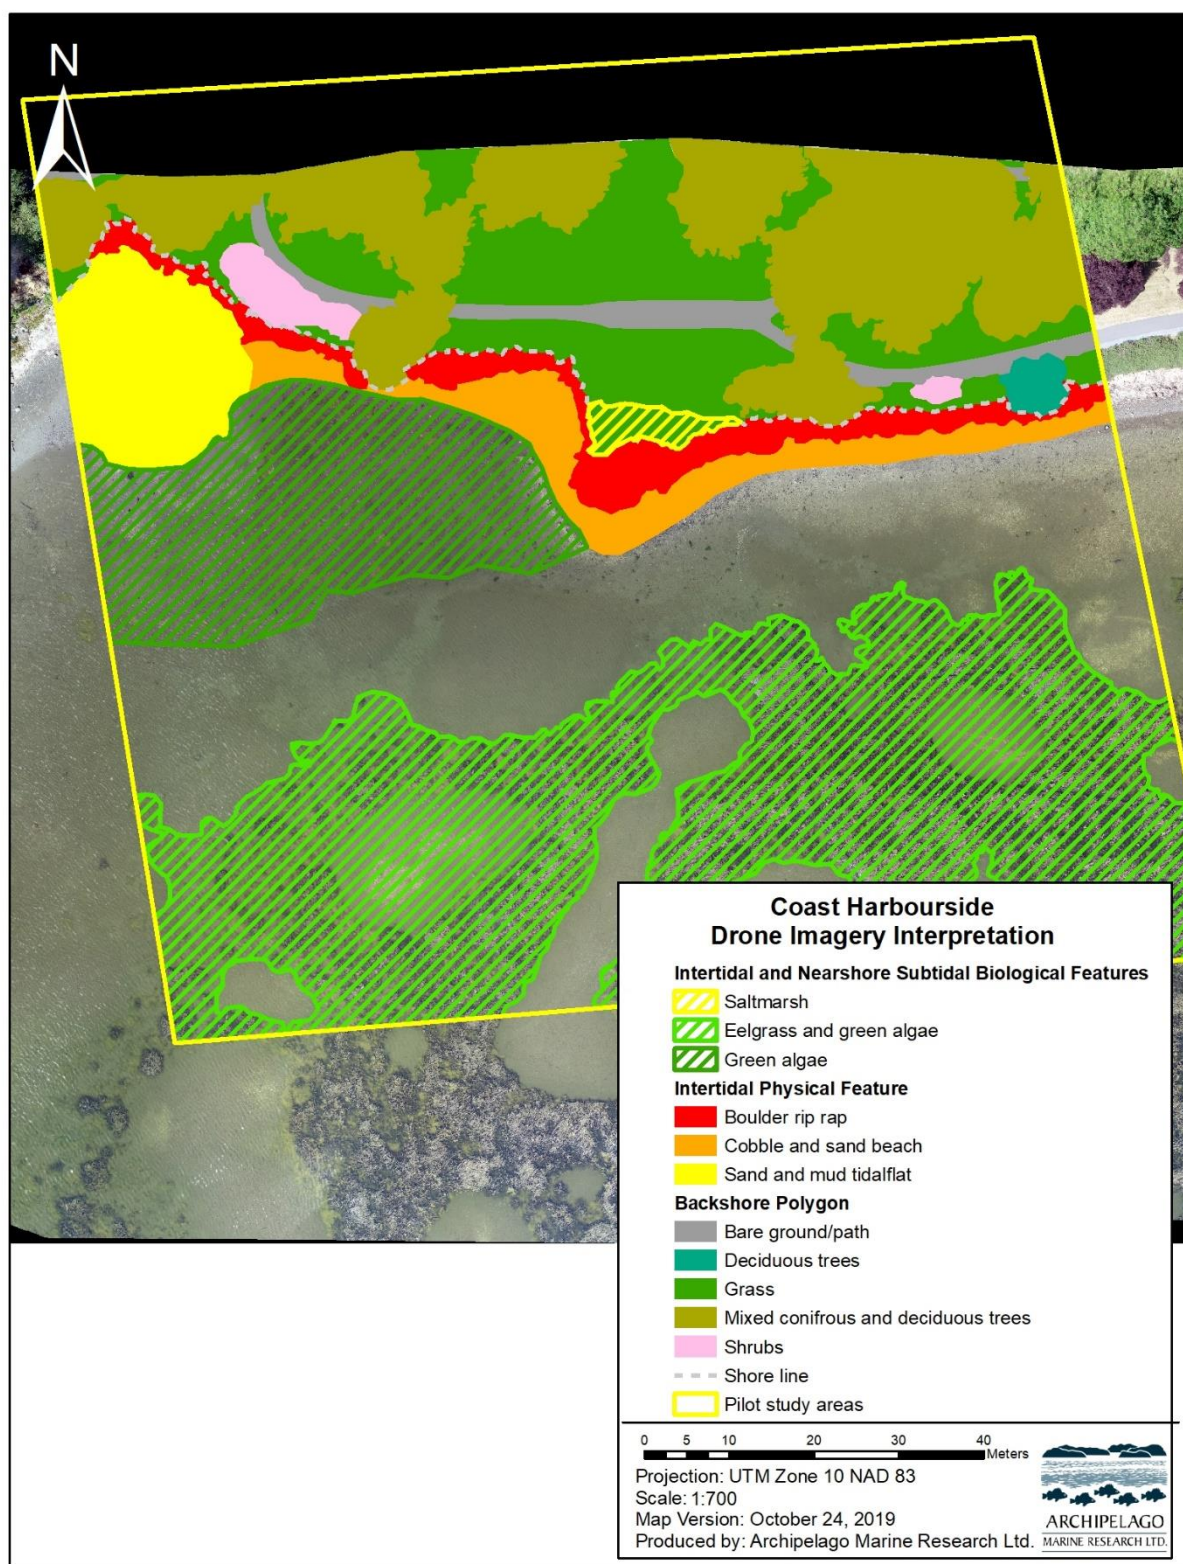 N
Coast Harbourside
Drone Imagery Interpretation
Intertidal and Nearshore Subtidal Biological Features
Saltmarsh
Eelgrass and green algae
Green algae
Intertidal Physical Feature
Boulder rip rap
Cobble and sand beach
Sand and mud tidalflat
Backshore Polygon
Bare ground/path
Deciduous trees
Grass
Mixed conifrous and deciduous trees
Shrubs
Shore line
Pilot study areas
0 5 10 20 30 40
Meters
Projection: UTM Zone 10 NAD 83
Scale: 1:700
Map Version: October 24, 2019
Produced by: Archipelago Marine Research Ltd.
ARCHIPELAGO
MARINE RESEARCH LTD.